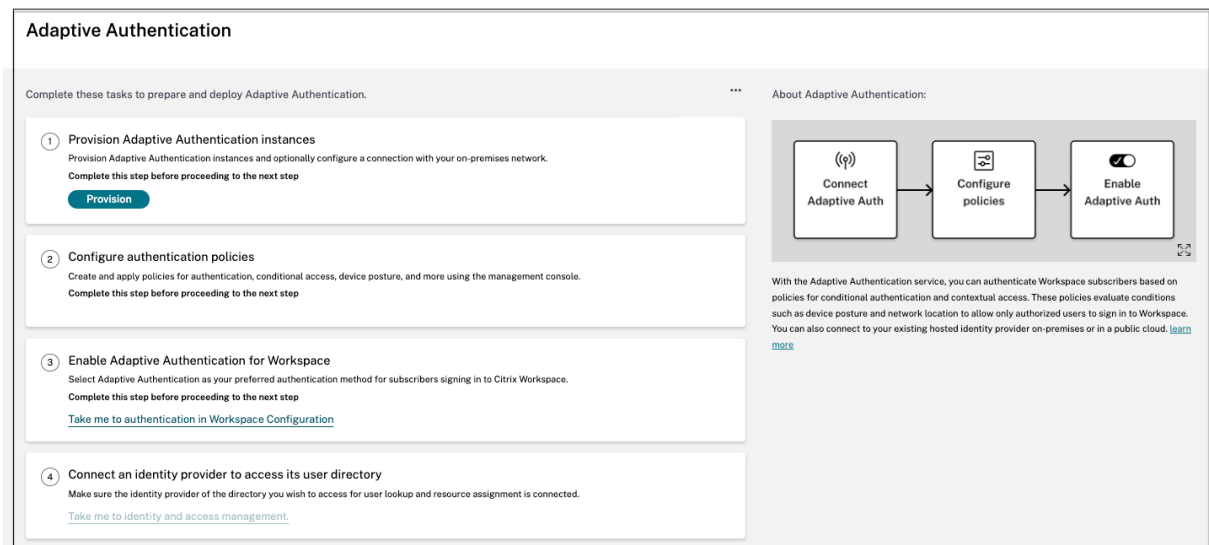 Adaptive Authentication
Complete these tasks to prepare and deploy Adaptive Authentication.
...
1
Provision Adaptive Authentication instances
Provision Adaptive Authentication instances and optionally configure a connection with your on-premises network.
Complete this step before proceeding to the next step
Provision
2
Configure authentication policies
Create and apply policies for authentication, conditional access, device posture, and more using the management console.
Complete this step before proceeding to the next step
3
Enable Adaptive Authentication for Workspace
Select Adaptive Authentication as your preferred authentication method for subscribers signing in to Citrix Workspace.
Complete this step before proceeding to the next step
Take me to authentication in Workspace Configuration
4
Connect an identity provider to access its user directory
Make sure the identity provider of the directory you wish to access for user lookup and resource assignment is connected.
Take me to identity and access management.
About Adaptive Authentication:
Connect
Adaptive Auth
Configure
policies
Enable
Adaptive Auth
With the Adaptive Authentication service, you can authenticate Workspace subscribers based on
policies for conditional authentication and contextual access. These policies evaluate conditions
such as device posture and network location to allow only authorized users to sign in to Workspace.
You can also connect to your existing hosted identity provider on-premises or in a public cloud. learn
more